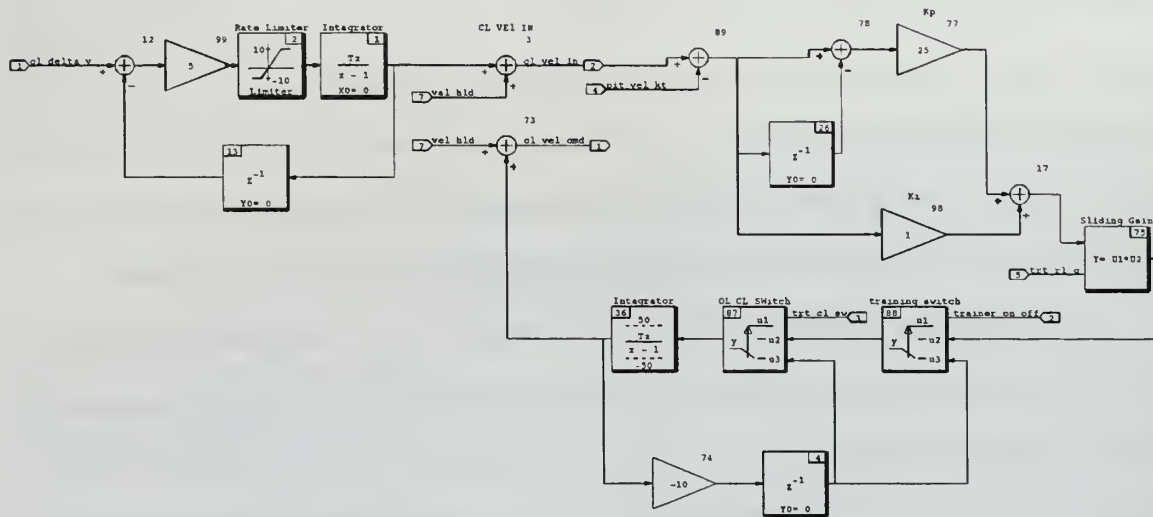 Rate Limiter
Integrator
CL VEL IN
Kp
12
99
2
1
3
89
78
77
1
cl delta v
+
-
5
10
-10
Limiter
Tz
z - 1
X0= 0
+
+
cl vel in
2
+
-
+
-
25
7
vel hld
4
pit vel kt
73
7
vel hld
+
+
cl vel cmd
1
13
z-1
Y0= 0
26
z-1
Y0= 0
17
+
+
Ki
98
1
Sliding Gain
75
Y= U1*U2
5
trt rl g
Integrator
36
50
Tz
z - 1
-50
OL CL SWitch
87
u1
y
u2
u3
trt cl sw
1
training switch
88
u1
y
u2
u3
trainer on off
2
74
-10
4
z-1
Y0= 0